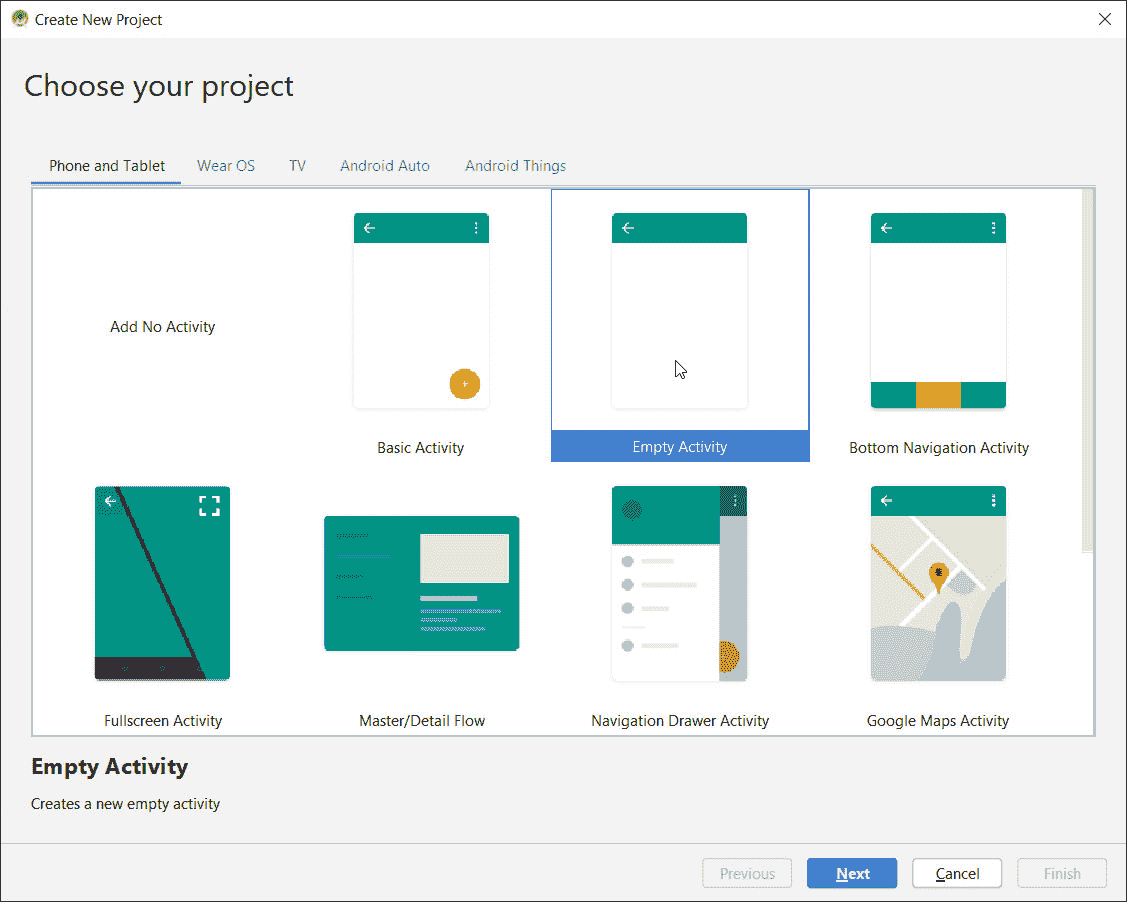 Create New Project
Choose your project
Phone and Tablet Wear OS TV Android Auto Android Things
Add No Activity
Basic Activity
Empty Activity
Bottom Navigation Activity
Fullscreen Activity
Master/Detail Flow
Navigation Drawer Activity
Google Maps Activity
Empty Activity
Creates a new empty activity
Previous Next Cancel Finish